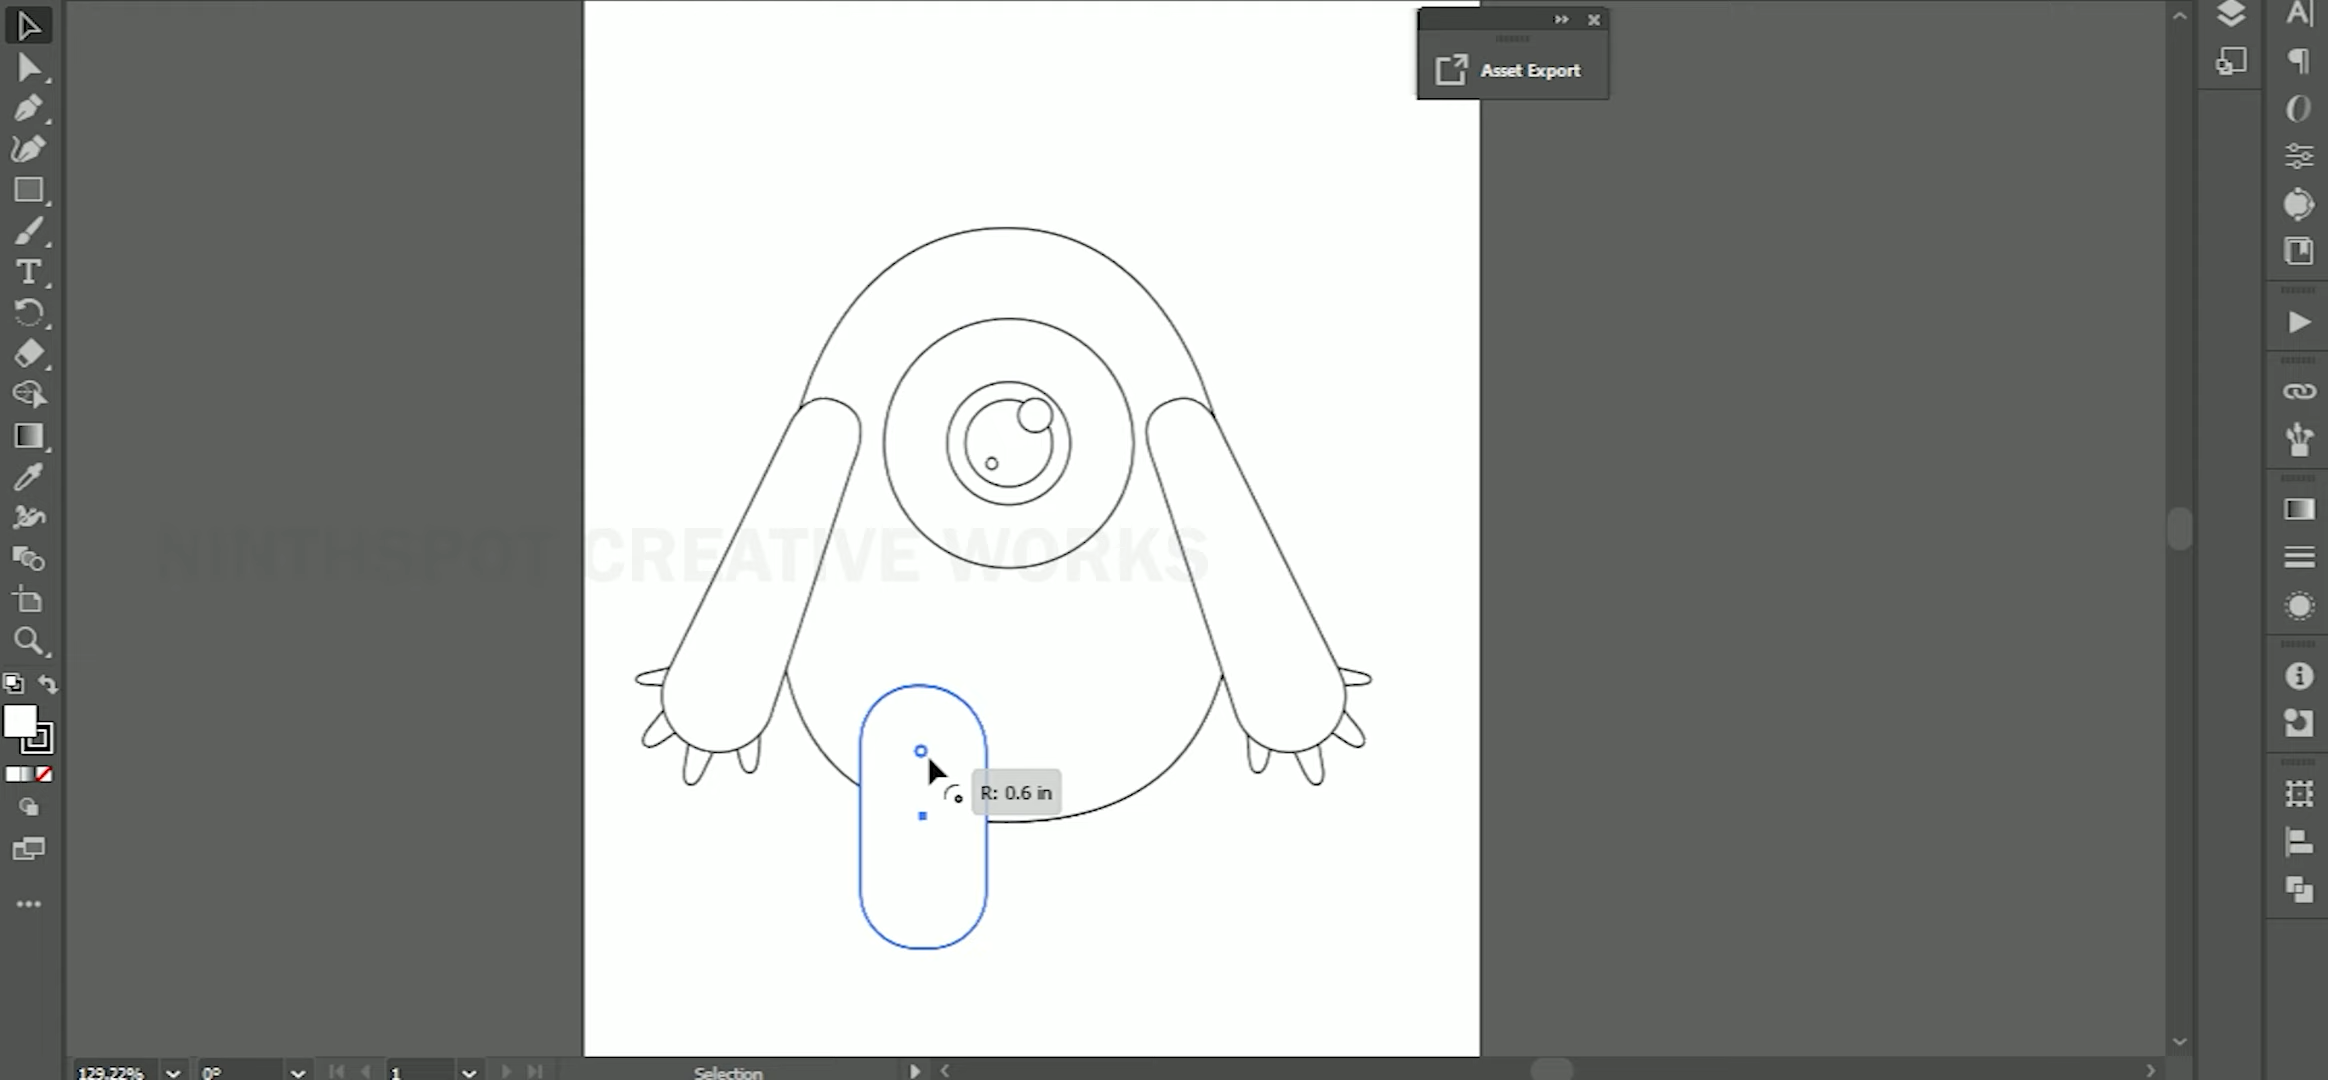 Asset Export
NINTHSPOT CREATIVE WORKS
R: 0.6 in
129.22%
0°
1
Selection